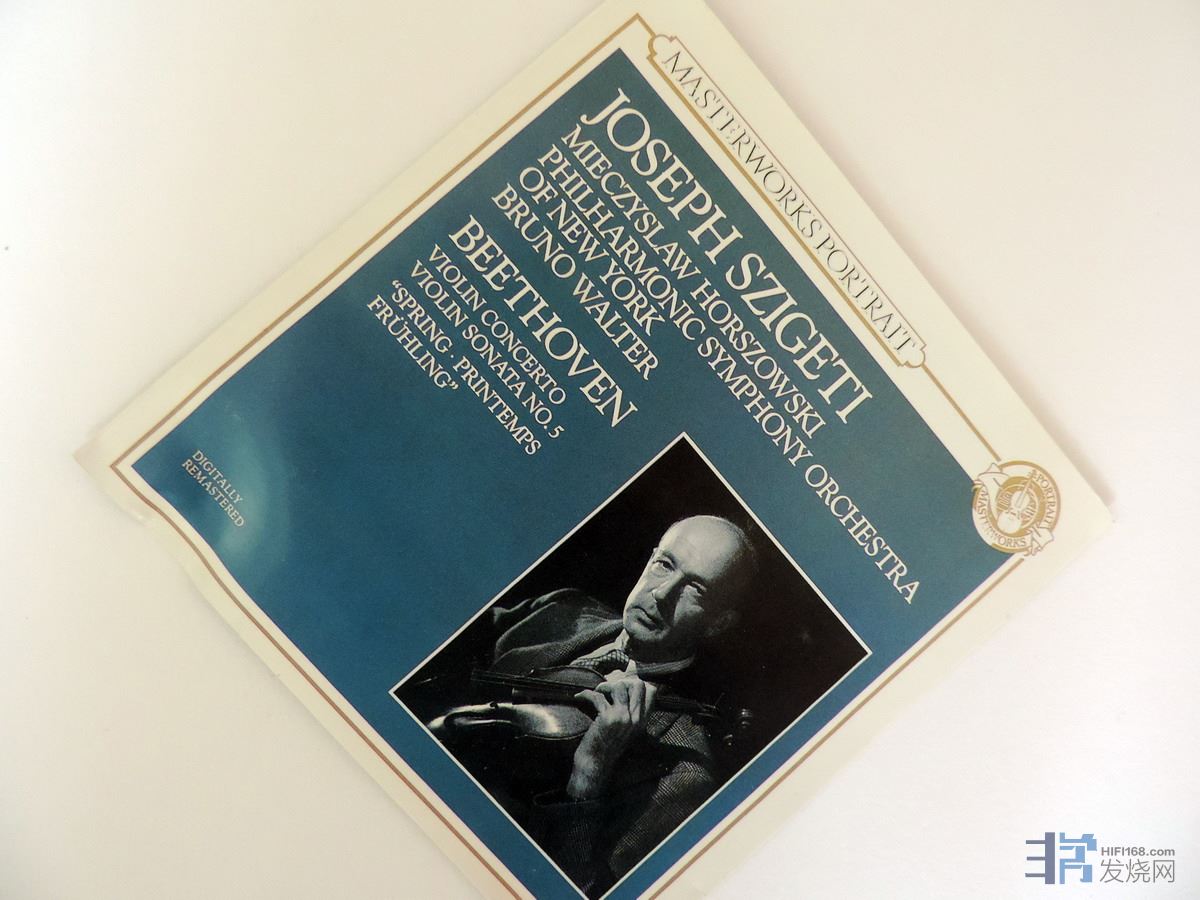 MASTERWORKS PORTRAIT
JOSEPH SZIGETI
MIECZYSLAW HORSZOWSKI
PHILHARMONIC SYMPHONY ORCHESTRA
OF NEW YORK
BRUNO WALTER
BEETHOVEN
VIOLIN CONCERTO
VIOLIN SONATA NO. 5
“SPRING · PRINTEMPS
FRÜHLING”
DIGITALLY
REMASTERED
PORTRAIT
MASTERWORKS
HIFI168.com
发烧网